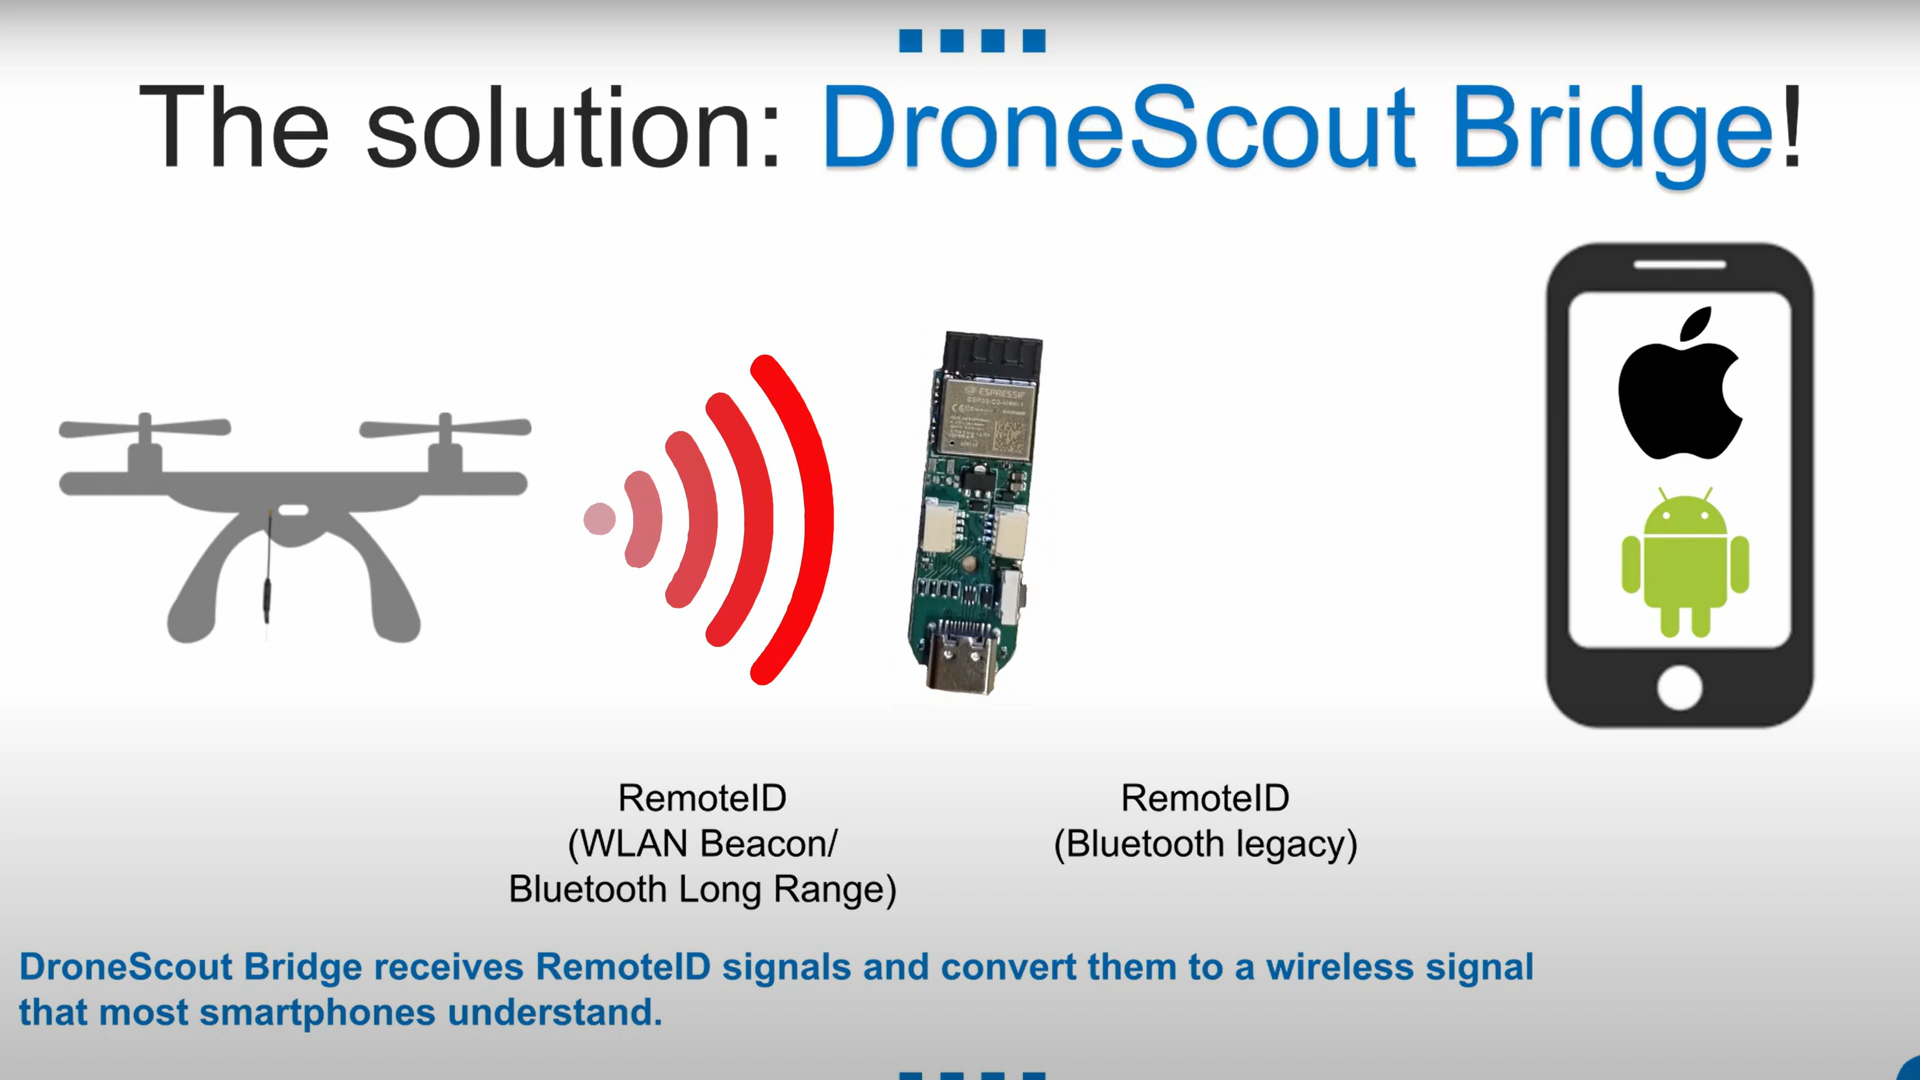 The solution: DroneScout Bridge!
ESPRESSIF
RemoteID
(WLAN Beacon/
Bluetooth Long Range)
RemoteID
(Bluetooth legacy)
DroneScout Bridge receives RemoteID signals and convert them to a wireless signal
that most smartphones understand.